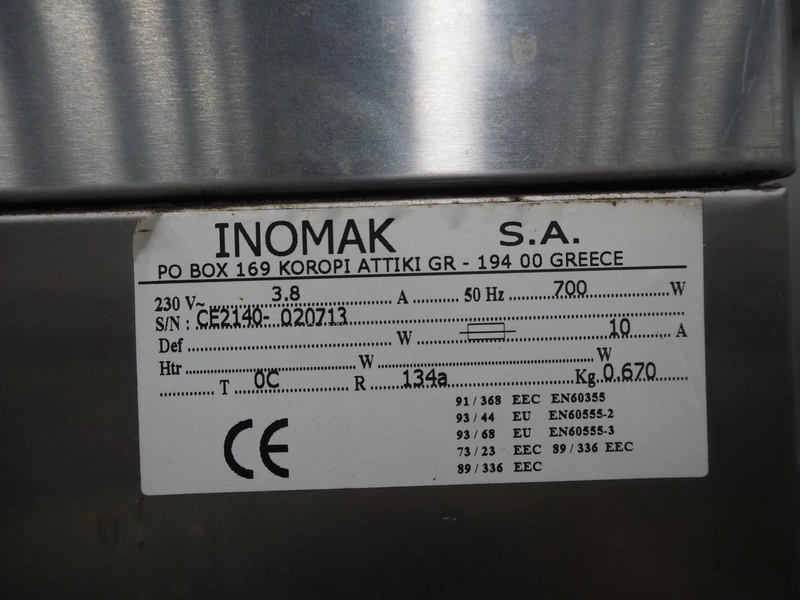 INOMAK S.A.
PO BOX 169 KOROPI ATTIKI GR - 194 00 GREECE
230 V~ 3.8 A 50 Hz 700 W
S/N : CE2140- 020713
Def W 10 A
Htr W W
T 0C R 134a Kg 0.670
91 / 368 EEC EN60355
93 / 44 EU EN60555-2
93 / 68 EU EN60555-3
73 / 23 EEC 89 / 336 EEC
89 / 336 EEC
CE